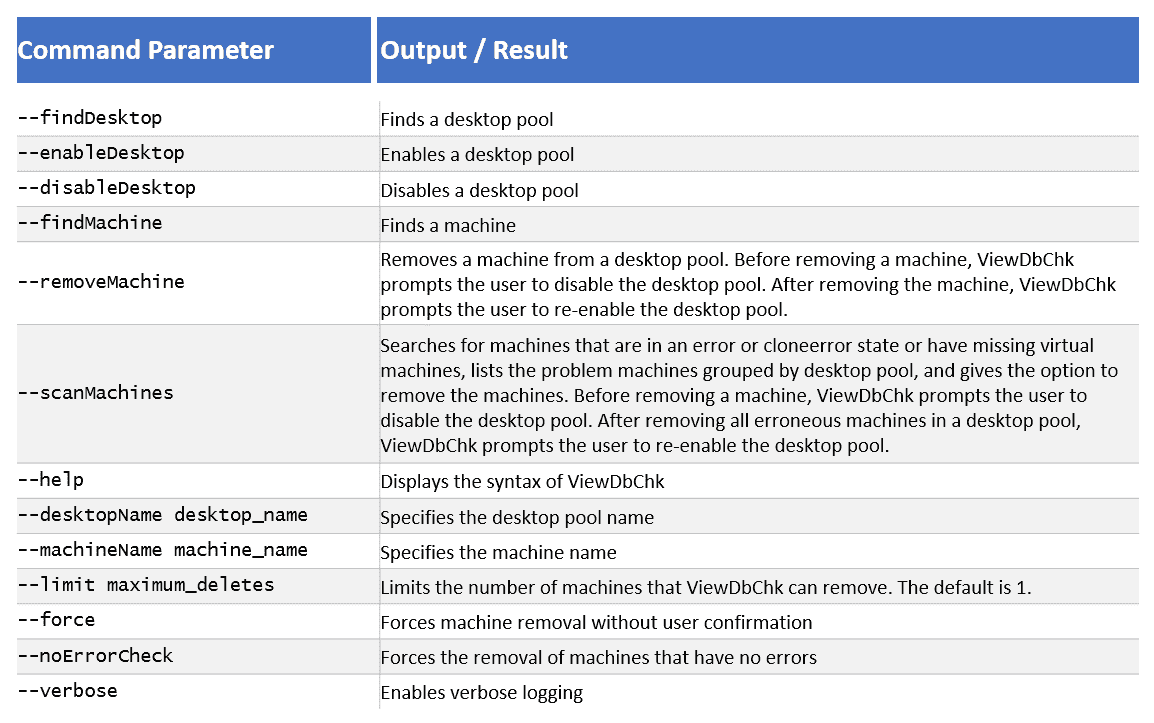 Command Parameter Output / Result
--findDesktop Finds a desktop pool
--enableDesktop Enables a desktop pool
--disableDesktop Disables a desktop pool
--findMachine Finds a machine
--removeMachine Removes a machine from a desktop pool. Before removing a machine, ViewDbChk
prompts the user to disable the desktop pool. After removing the machine, ViewDbChk
prompts the user to re-enable the desktop pool.
--scanMachines Searches for machines that are in an error or cloneerror state or have missing virtual
machines, lists the problem machines grouped by desktop pool, and gives the option to
remove the machines. Before removing a machine, ViewDbChk prompts the user to
disable the desktop pool. After removing all erroneous machines in a desktop pool,
ViewDbChk prompts the user to re-enable the desktop pool.
--help Displays the syntax of ViewDbChk
--desktopName desktop_name Specifies the desktop pool name
--machineName machine_name Specifies the machine name
--limit maximum_deletes Limits the number of machines that ViewDbChk can remove. The default is 1.
--force Forces machine removal without user confirmation
--noErrorCheck Forces the removal of machines that have no errors
--verbose Enables verbose logging